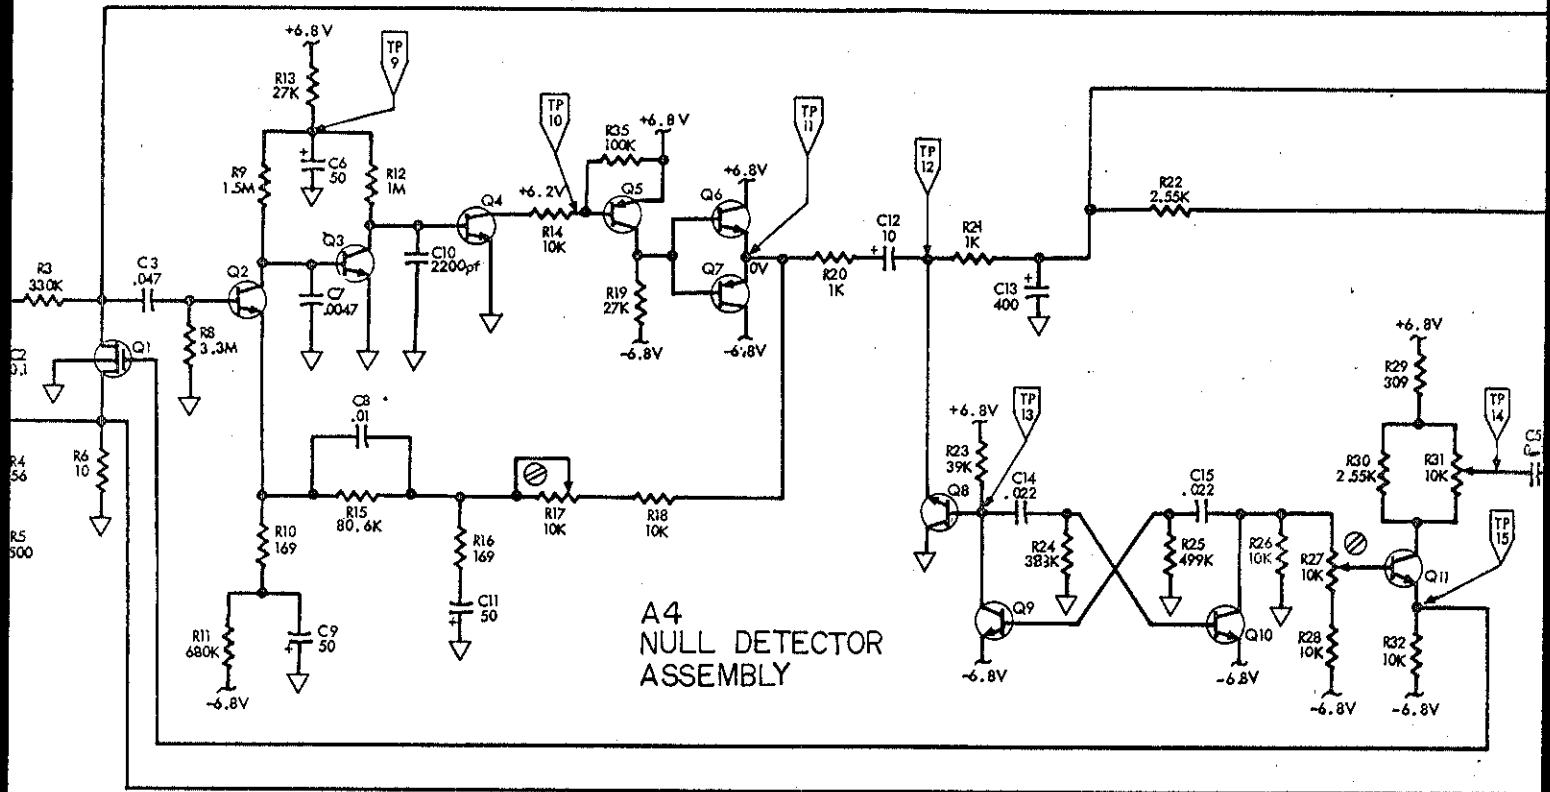 +6.8V
TP
9
R13
27K
TP
10
R35
100K
+6.8V
TP
11
+
C6
50
R9
1.5M
R12
1M
Q4
+6.2V
Q5
R14
10K
+6.8V
Q6
TP
12
R22
2.55K
C12
10
+
R21
1K
Q3
C10
2200pf
R3
330K
C3
.047
Q2
C7
.0047
R19
27K
-6.8V
Q7
0V
-6.8V
R20
1K
+
C13
400
R8
3.3M
Q1
C2
0.1
+6.8V
R29
309
C8
.01
+6.8V
TP
13
TP
14
C5
R4
56
R6
10
R23
39K
C14
.022
C15
.022
R30
2.55K
R31
10K
R15
80.6K
R17
10K
R18
10K
Q8
R5
500
R10
169
R16
169
R24
383K
R25
499K
R26
10K
R27
10K
Q11
TP
15
C11
50
+
A4
NULL DETECTOR
ASSEMBLY
Q9
Q10
R11
680K
C9
50
+
R28
10K
R32
10K
-6.8V
-6.8V
-6.8V
-6.8V
-6.8V